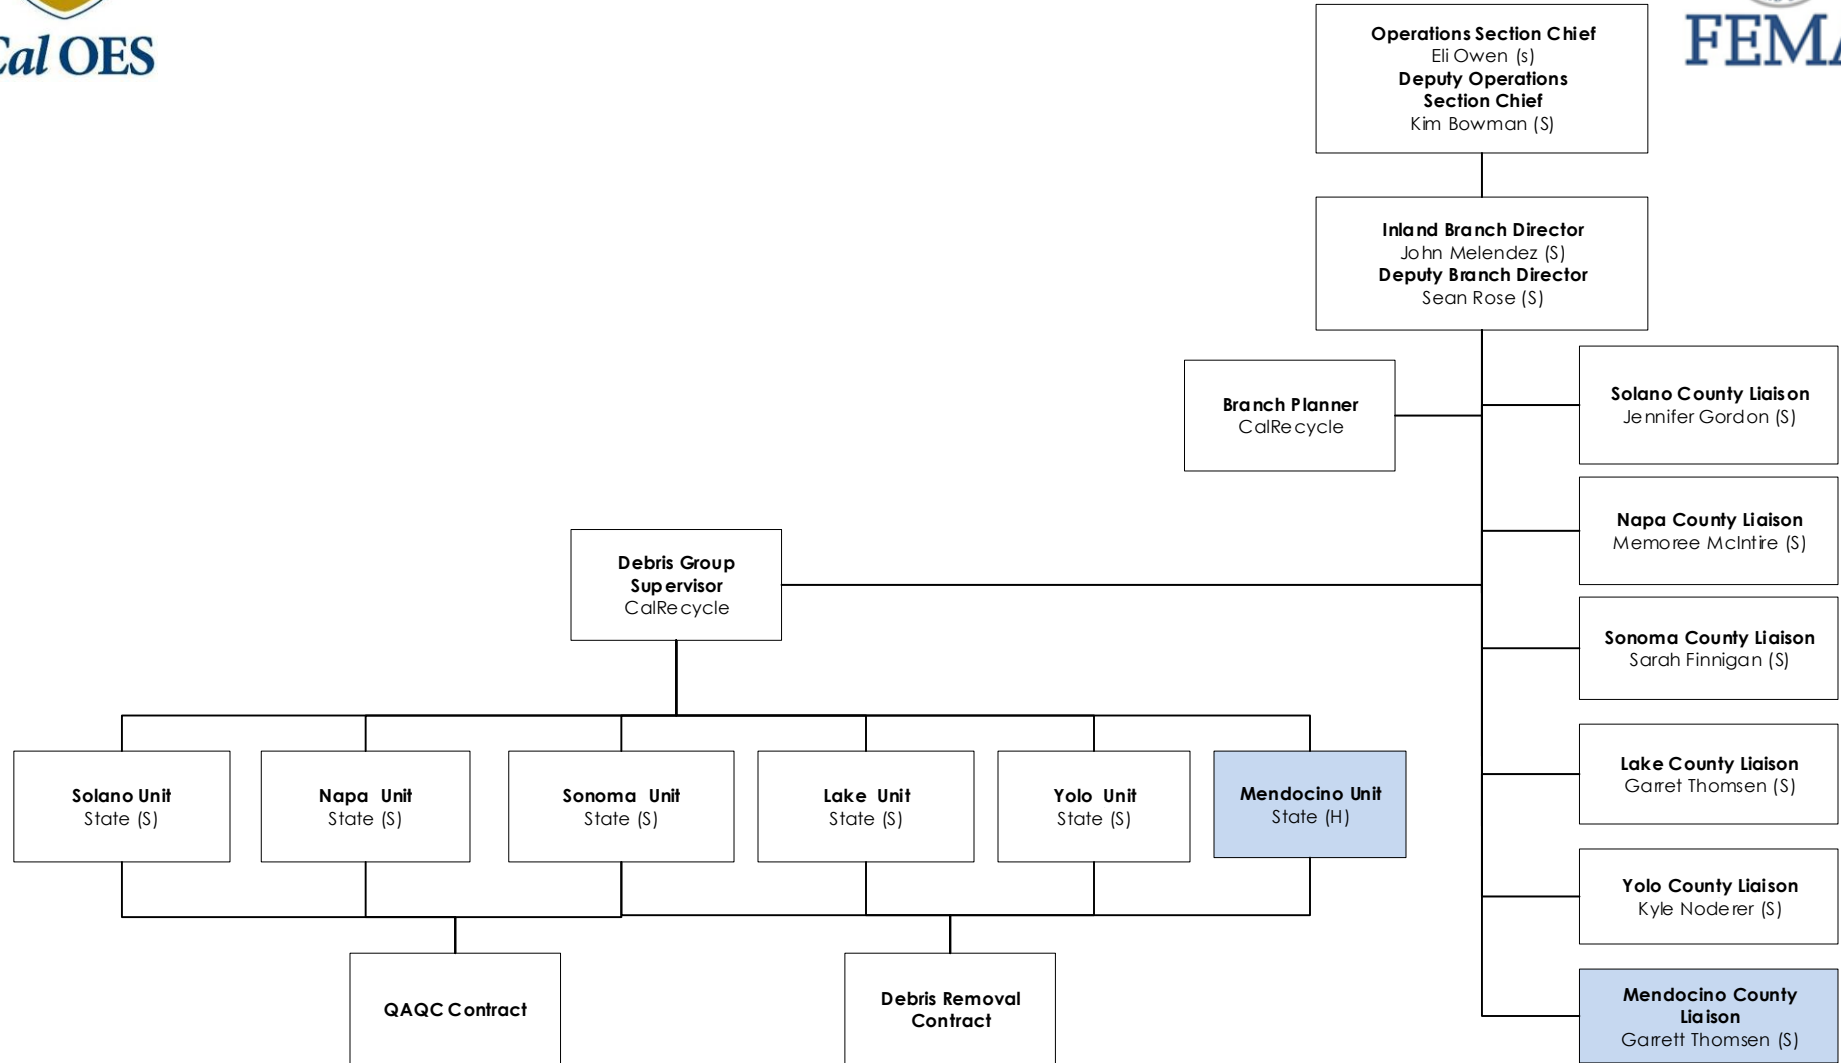 Cal OES
FEMA
Operations Section Chief
Eli Owen (s)
Deputy Operations
Section Chief
Kim Bowman (S)
Inland Branch Director
John Melendez (S)
Deputy Branch Director
Sean Rose (S)
Branch Planner
CalRecycle
Solano County Liaison
Jennifer Gordon (S)
Napa County Liaison
Memoree McIntire (S)
Debris Group
Supervisor
CalRecycle
Sonoma County Liaison
Sarah Finnigan (S)
Lake County Liaison
Garret Thomsen (S)
Solano Unit
State (S)
Napa Unit
State (S)
Sonoma Unit
State (S)
Lake Unit
State (S)
Yolo Unit
State (S)
Mendocino Unit
State (H)
Yolo County Liaison
Kyle Noderer (S)
QAQC Contract
Debris Removal
Contract
Mendocino County
Liaison
Garrett Thomsen (S)